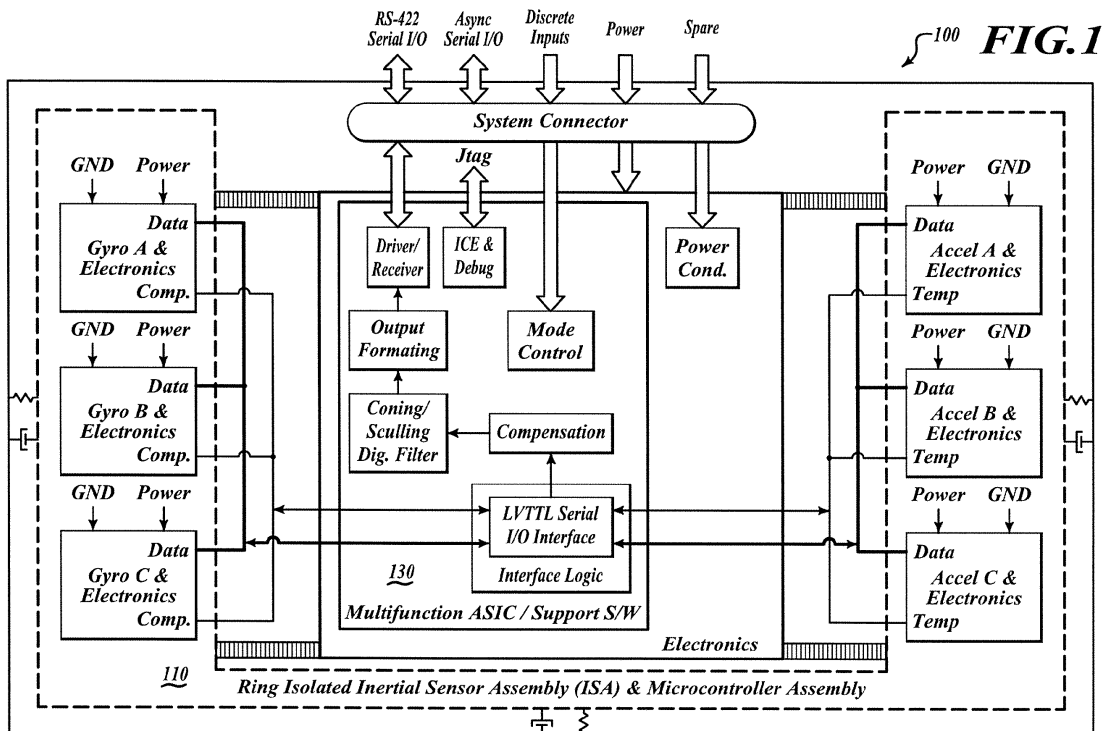 100
FIG.1
RS-422
Serial I/O
Async
Serial I/O
Discrete
Inputs
Power
Spare
System Connector
Jtag
GND
Power
Data
Gyro A &
Electronics
Comp.
GND
Power
Data
Gyro B &
Electronics
Comp.
GND
Power
Data
Gyro C &
Electronics
Comp.
110
Driver/
Receiver
ICE &
Debug
Power
Cond.
Output
Formating
Mode
Control
Coning/
Sculling
Dig. Filter
Compensation
LVTTL Serial
I/O Interface
Interface Logic
130
Multifunction ASIC / Support S/W
Electronics
Power
GND
Data
Accel A &
Electronics
Temp
Power
GND
Data
Accel B &
Electronics
Temp
Power
GND
Data
Accel C &
Electronics
Temp
Ring Isolated Inertial Sensor Assembly (ISA) & Microcontroller Assembly